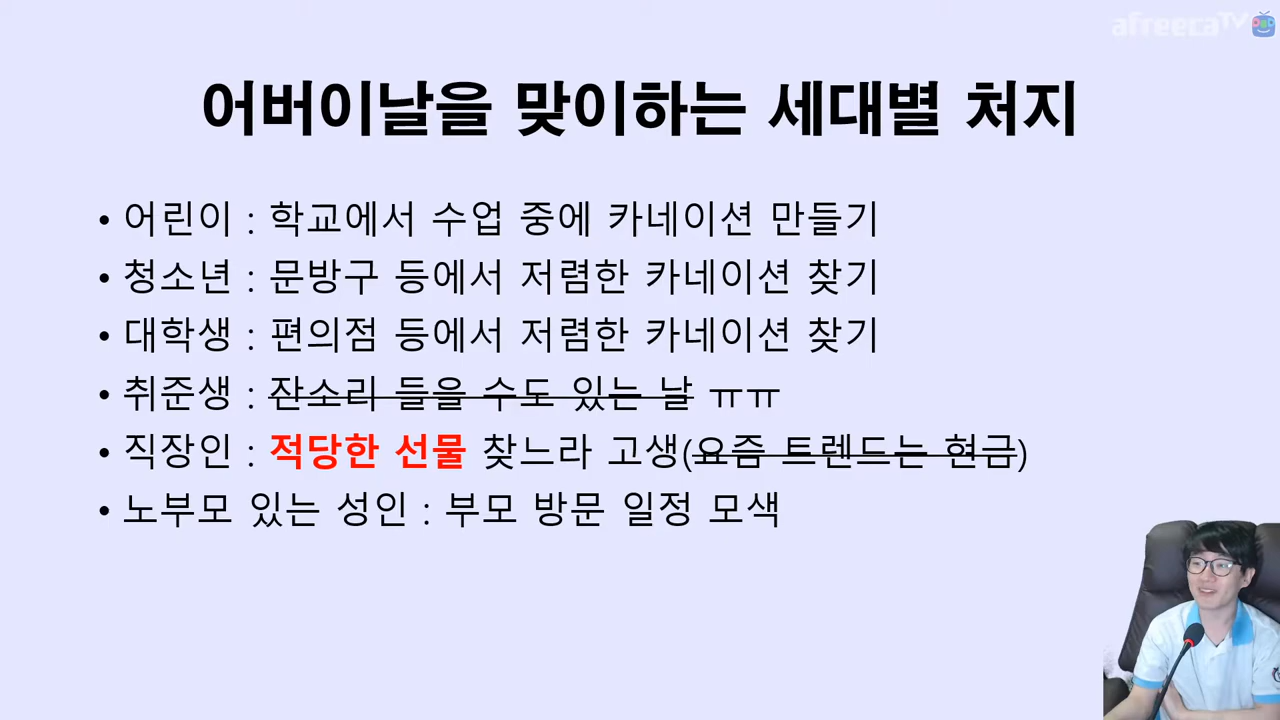 afreecaTV
어버이날을 맞이하는 세대별 처지
• 어린이 : 학교에서 수업 중에 카네이션 만들기
• 청소년 : 문방구 등에서 저렴한 카네이션 찾기
• 대학생 : 편의점 등에서 저렴한 카네이션 찾기
• 취준생 : 잔소리 들을 수도 있는 날 ㅠㅠ
• 직장인 : 적당한 선물 찾느라 고생(요즘 트렌드는 현금)
• 노부모 있는 성인 : 부모 방문 일정 모색